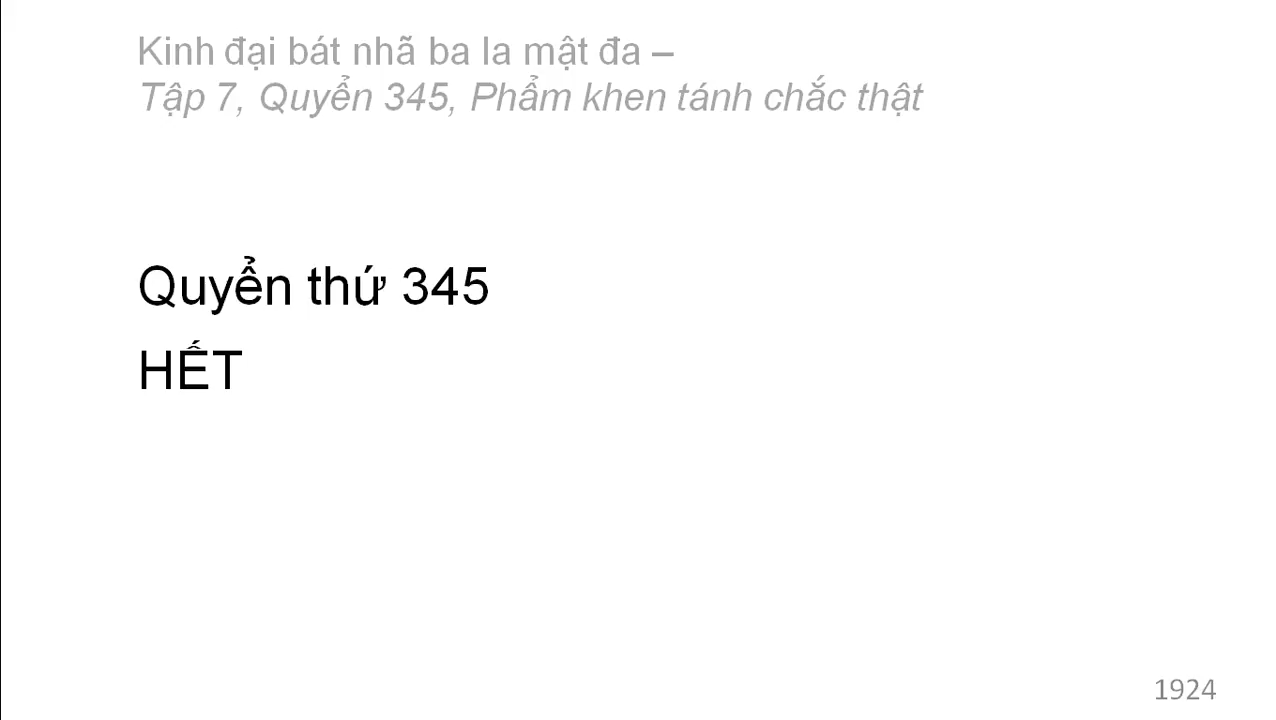 Kinh đại bát nhã ba la mật đa –
Tập 7, Quyển 345, Phẩm khen tánh chắc thật
Quyển thứ 345
HẾT
1924